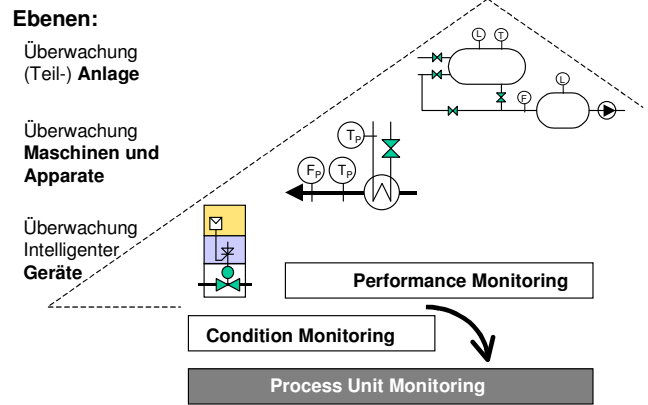 Ebenen:
Überwachung
(Teil-) Anlage
L
T
L
F
Überwachung
Maschinen und
Apparate
TP
FP
TP
Überwachung
Intelligenter
Geräte
Performance Monitoring
Condition Monitoring
Process Unit Monitoring